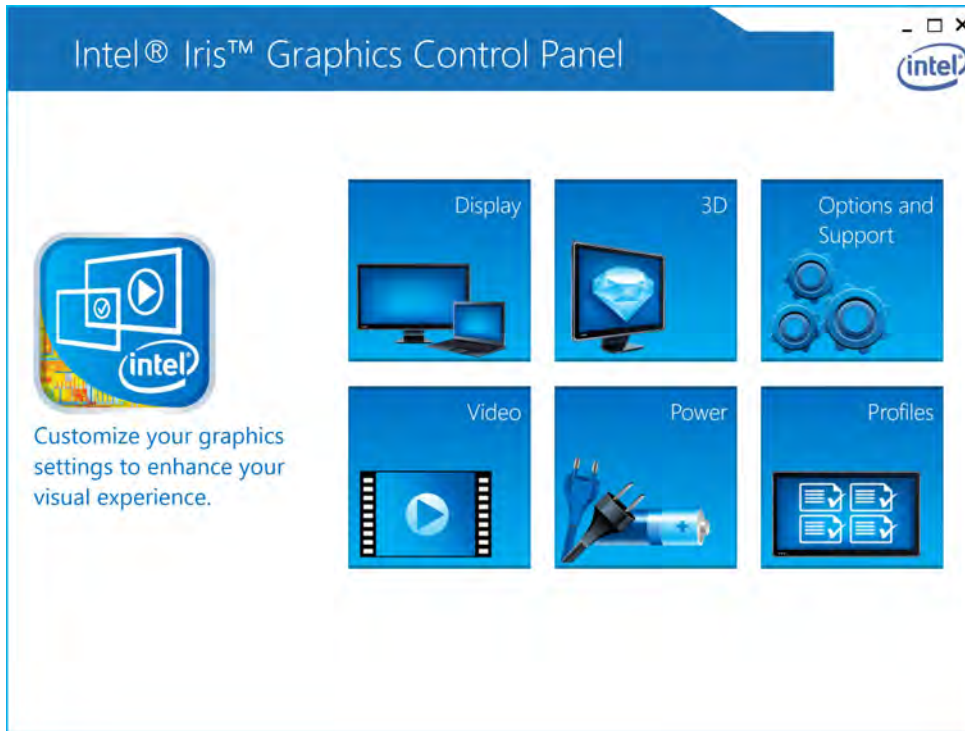 Intel® Iris™ Graphics Control Panel
intel
Display
3D
Options and
Support
intel
Customize your graphics
settings to enhance your
visual experience.
Video
Power
Profiles